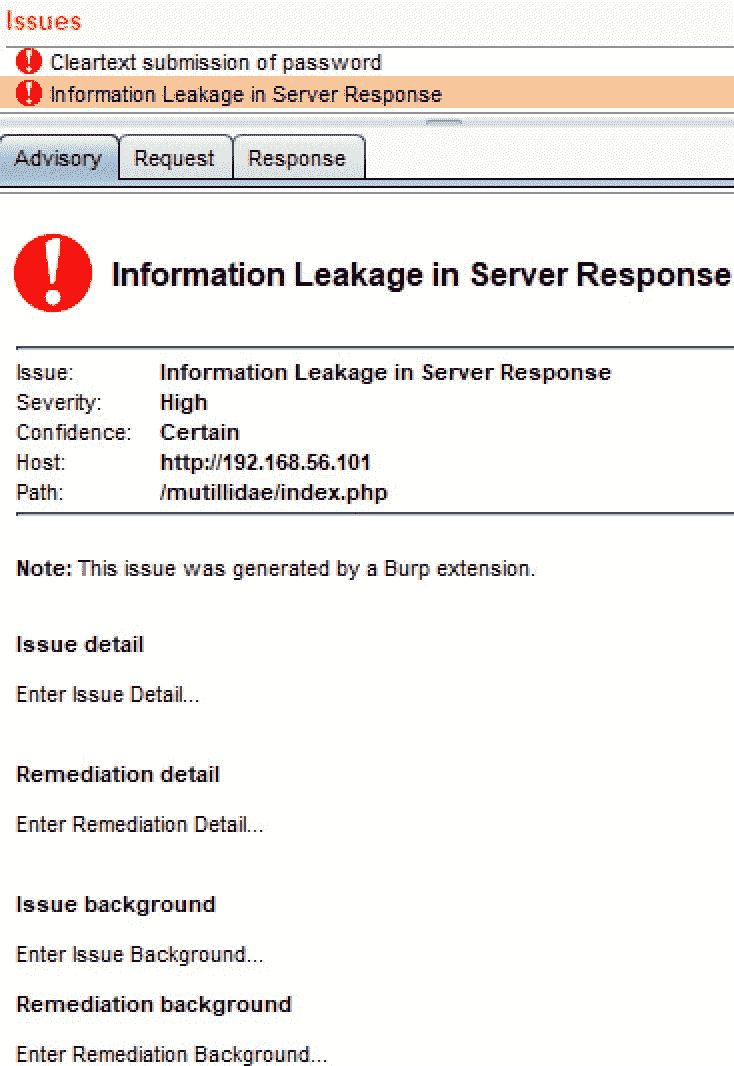 Issues
Cleartext submission of password
Information Leakage in Server Response
Advisory Request Response
Information Leakage in Server Response
Issue: Information Leakage in Server Response
Severity: High
Confidence: Certain
Host: http://192.168.56.101
Path: /mutillidae/index.php
Note: This issue was generated by a Burp extension.
Issue detail
Enter Issue Detail...
Remediation detail
Enter Remediation Detail...
Issue background
Enter Issue Background...
Remediation background
Enter Remediation Background...